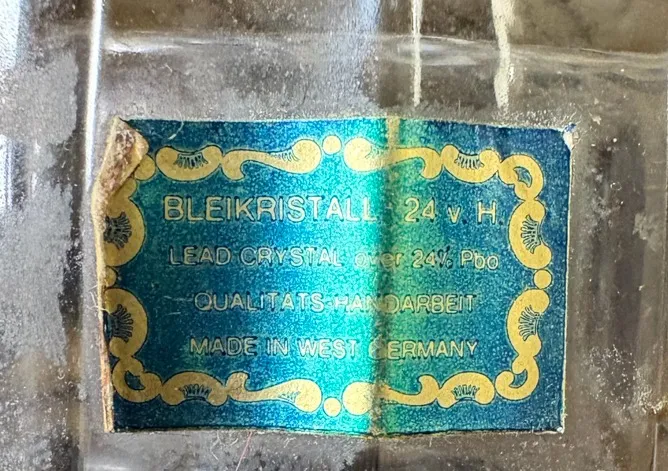 BLEIKRISTALL 24 v. H.
LEAD CRYSTAL over 24% Pbo
QUALITÄTS-HANDARBEIT
MADE IN WEST GERMANY